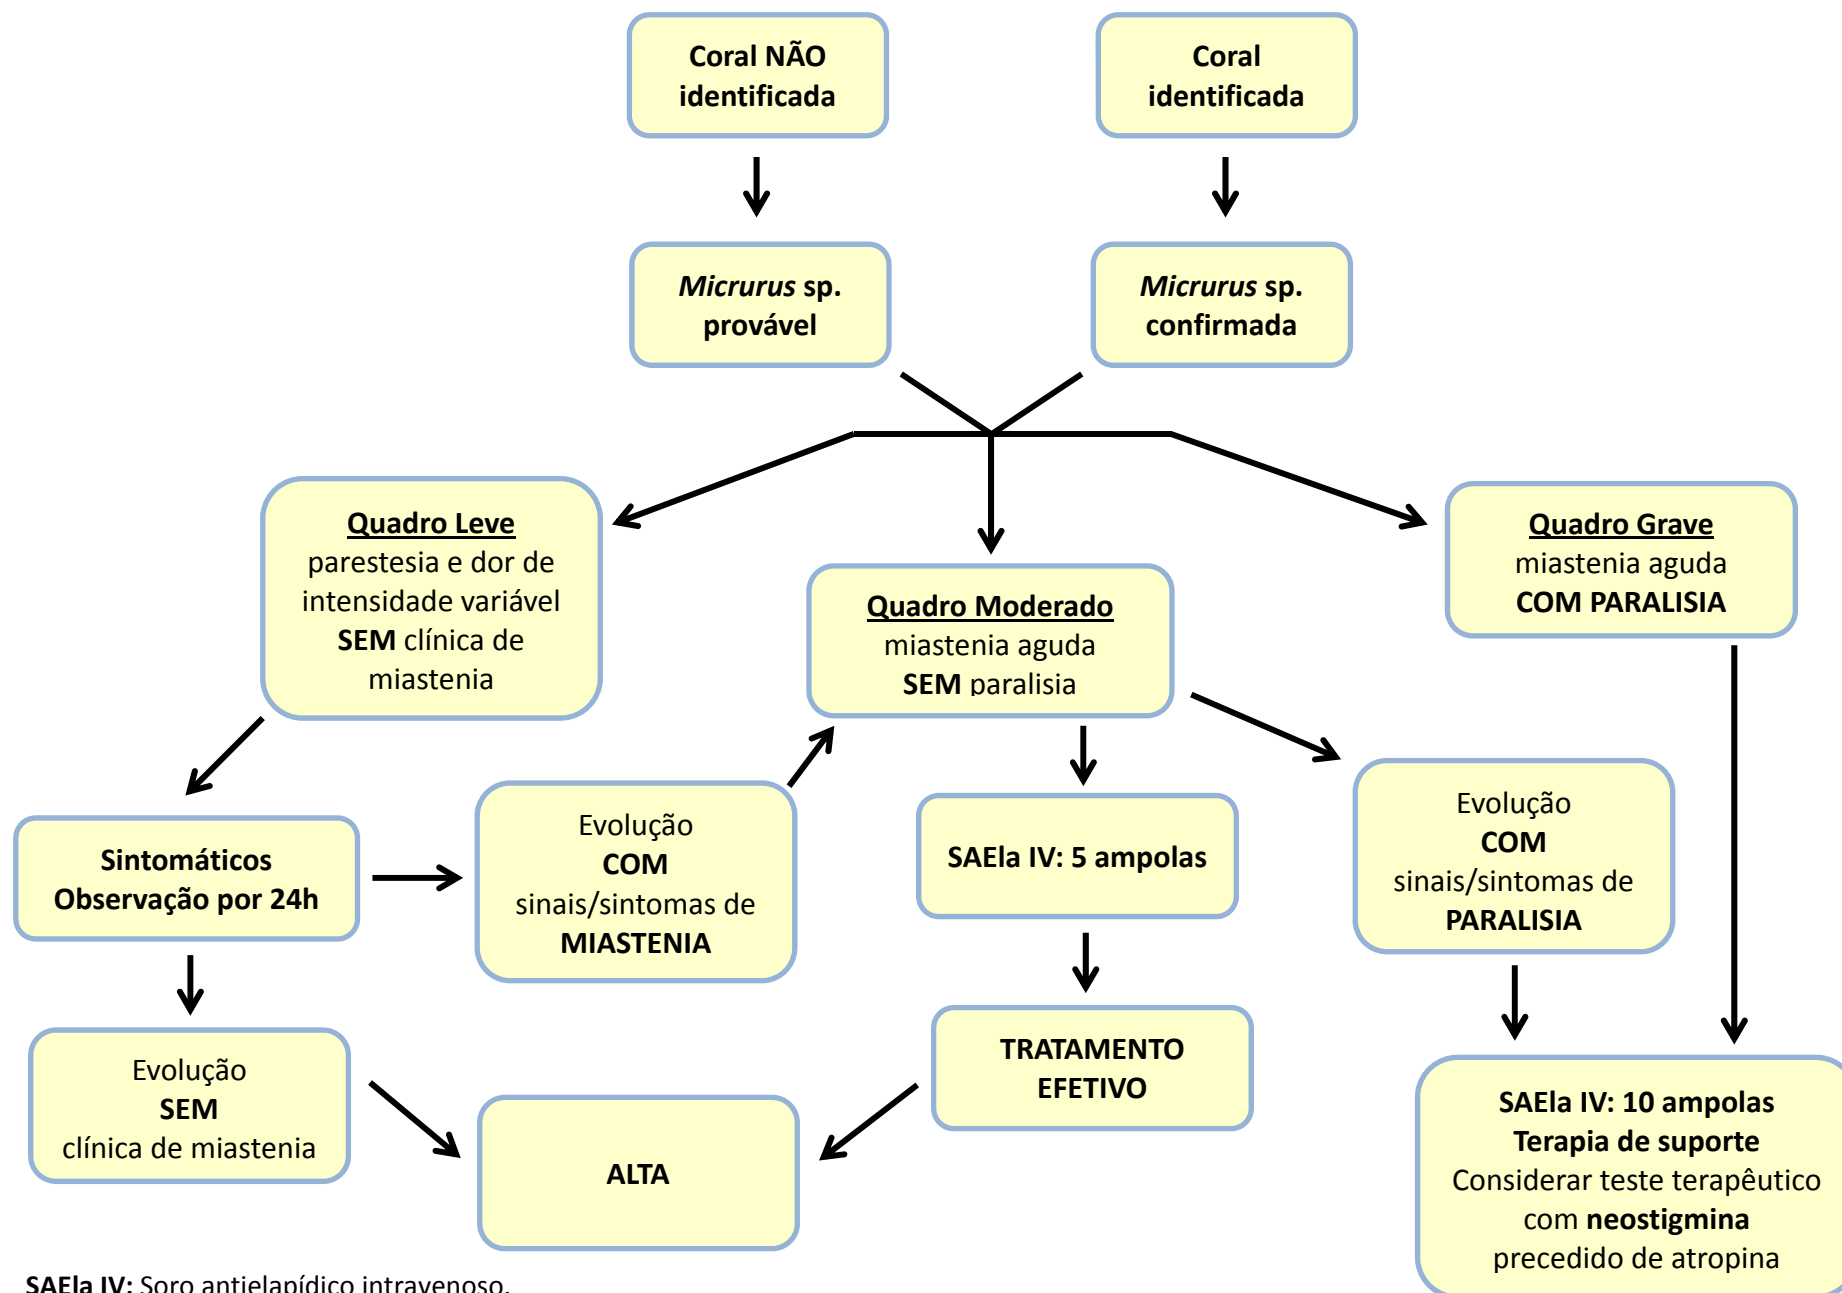 Coral NÃO
identificada
Coral
identificada
Micrurus sp.
provável
Micrurus sp.
confirmada
Quadro Leve
parestesia e dor de
intensidade variável
SEM clínica de
miastenia
Quadro Moderado
miastenia aguda
SEM paralisia
Quadro Grave
miastenia aguda
COM PARALISIA
Sintomáticos
Observação por 24h
Evolução
COM
sinais/sintomas de
MIASTENIA
SAEla IV: 5 ampolas
Evolução
COM
sinais/sintomas de
PARALISIA
Evolução
SEM
clínica de miastenia
ALTA
TRATAMENTO
EFETIVO
SAEla IV: 10 ampolas
Terapia de suporte
Considerar teste terapêutico
com neostigmina
precedido de atropina
SAEla IV: Soro antielapídico intravenoso.